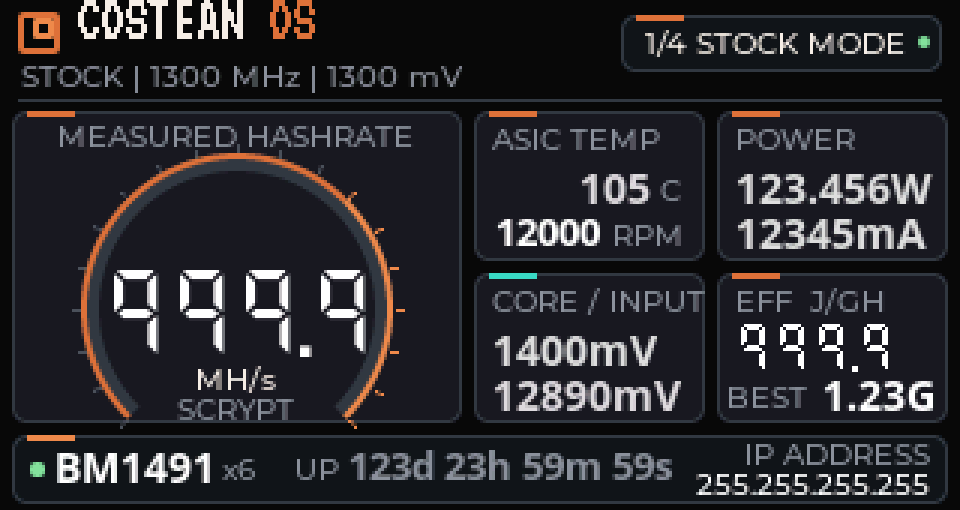 COSTEAN OS
1/4 STOCK MODE
STOCK | 1300 MHz | 1300 mV
MEASURED HASHRATE
999.9
MH/s
SCRYPT
ASIC TEMP
105 C
12000 RPM
POWER
123.456W
12345mA
CORE / INPUT
1400mV
12890mV
EFF J/GH
999.9
BEST 1.23G
BM1491 x6
UP 123d 23h 59m 59s
IP ADDRESS
255.255.255.255